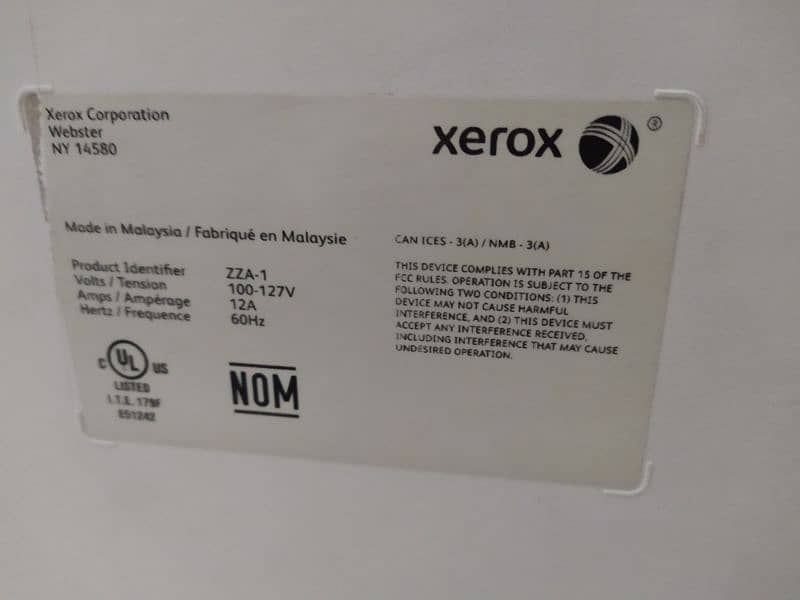 Xerox Corporation
Webster
NY 14580
xerox ®
Made in Malaysia / Fabriqué en Malaysie
Product Identifier ZZA-1
Volts / Tension 100-127V
Amps / Ampérage 12A
Hertz / Frequence 60Hz
C UL US
LISTED
I.T.E. 179F
E51242
NOM
CAN ICES - 3(A) / NMB - 3(A)
THIS DEVICE COMPLIES WITH PART 15 OF THE
FCC RULES. OPERATION IS SUBJECT TO THE
FOLLOWING TWO CONDITIONS: (1) THIS
DEVICE MAY NOT CAUSE HARMFUL
INTERFERENCE, AND (2) THIS DEVICE MUST
ACCEPT ANY INTERFERENCE RECEIVED,
INCLUDING INTERFERENCE THAT MAY CAUSE
UNDESIRED OPERATION.